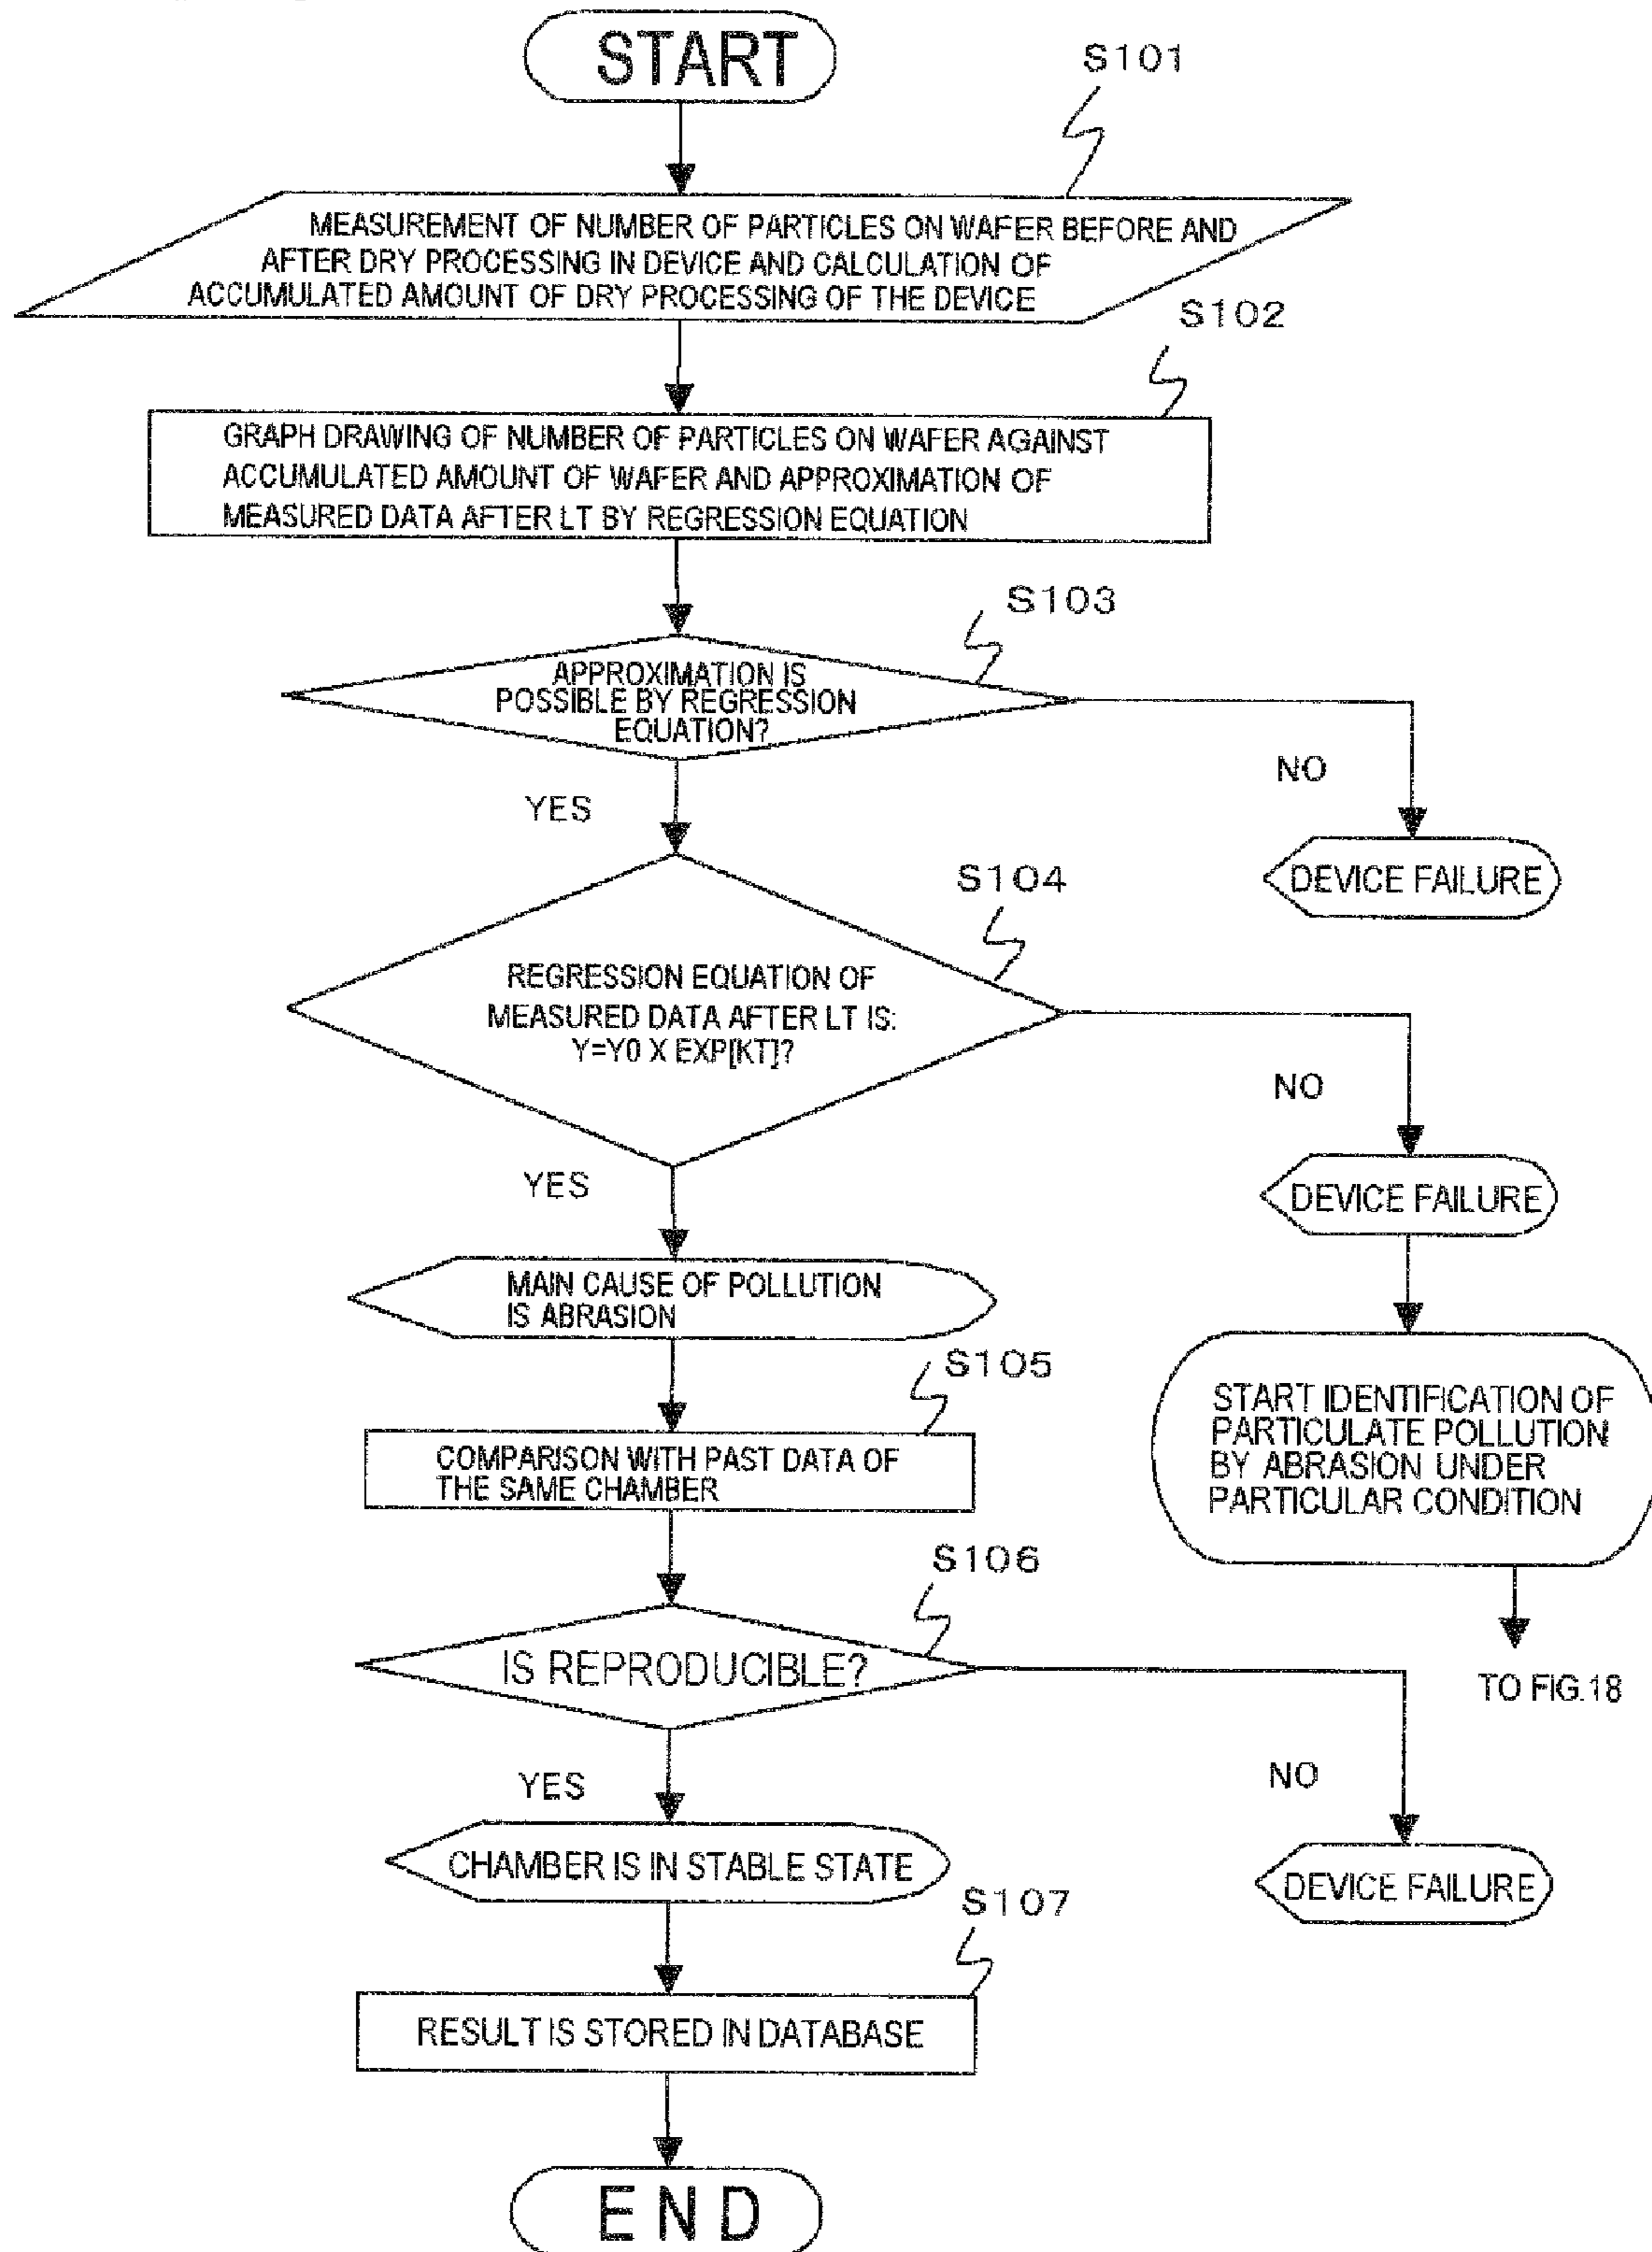 START
S101
MEASUREMENT OF NUMBER OF PARTICLES ON WAFER BEFORE AND
AFTER DRY PROCESSING IN DEVICE AND CALCULATION OF
ACCUMULATED AMOUNT OF DRY PROCESSING OF THE DEVICE
S102
GRAPH DRAWING OF NUMBER OF PARTICLES ON WAFER AGAINST
ACCUMULATED AMOUNT OF WAFER AND APPROXIMATION OF
MEASURED DATA AFTER LT BY REGRESSION EQUATION
S103
APPROXIMATION IS
POSSIBLE BY REGRESSION
EQUATION?
NO
YES
DEVICE FAILURE
S104
REGRESSION EQUATION OF
MEASURED DATA AFTER LT IS:
Y=Y0 X EXP[KT]?
NO
YES
DEVICE FAILURE
MAIN CAUSE OF POLLUTION
IS ABRASION
S105
START IDENTIFICATION OF
PARTICULATE POLLUTION
BY ABRASION UNDER
PARTICULAR CONDITION
COMPARISON WITH PAST DATA OF
THE SAME CHAMBER
S106
IS REPRODUCIBLE?
TO FIG.18
NO
YES
CHAMBER IS IN STABLE STATE
DEVICE FAILURE
S107
RESULT IS STORED IN DATABASE
END